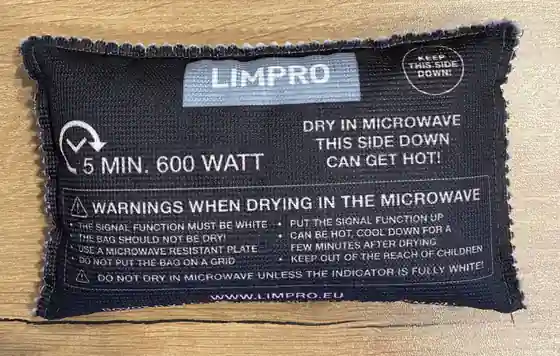 LIMPRO
KEEP
THIS SIDE
DOWN!
DRY IN MICROWAVE
THIS SIDE DOWN
CAN GET HOT!
5 MIN. 600 WATT
WARNINGS WHEN DRYING IN THE MICROWAVE
• THE SIGNAL FUNCTION MUST BE WHITE
THE BAG SHOULD NOT BE DRY!
• USE A MICROWAVE RESISTANT PLATE
• DO NOT PUT THE BAG ON A GRID
• PUT THE SIGNAL FUNCTION UP
• CAN BE HOT, COOL DOWN FOR A
FEW MINUTES AFTER DRYING
• KEEP OUT OF THE REACH OF CHILDREN
DO NOT DRY IN MICROWAVE UNLESS THE INDICATOR IS FULLY WHITE!
WWW.LIMPRO.EU